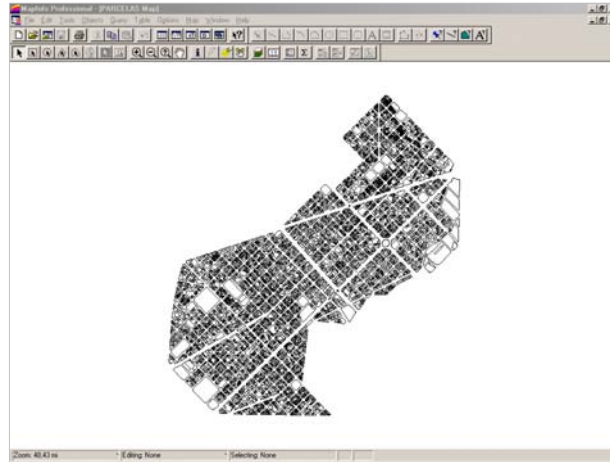 MapInfo Professional - [PARCELAS Map]
File Edit Tools Objects Query Table Options Map Window Help
Zoom: 40,43 mi Editing: None Selecting: None